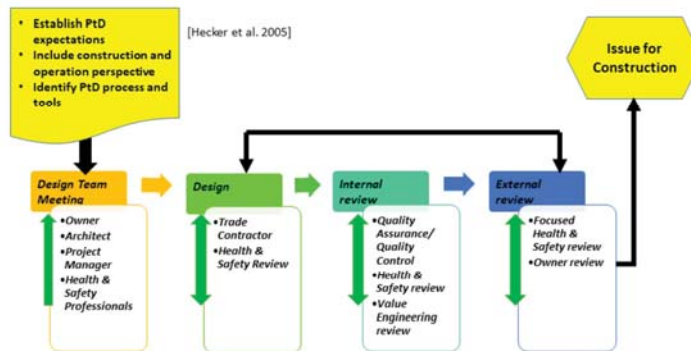 • Establish PtD
expectations
• Include construction and
operation perspective
• Identify PtD process and
tools
[Hecker et al. 2005]
Issue for
Construction
Design Team
Meeting
•Owner
•Architect
•Project
Manager
•Health &
Safety
Professionals
Design
•Trade
Contractor
•Health &
Safety Review
Internal
review
•Quality
Assurance/
Quality
Control
•Health &
Safety review
•Value
Engineering
review
External
review
•Focused
Health &
Safety review
•Owner review